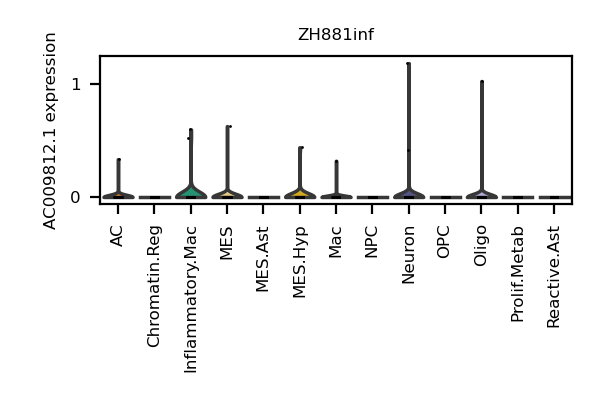 ZH881inf
AC009812.1 expression
1
0
AC
Chromatin.Reg
Inflammatory.Mac
MES
MES.Ast
MES.Hyp
Mac
NPC
Neuron
OPC
Oligo
Prolif.Metab
Reactive.Ast